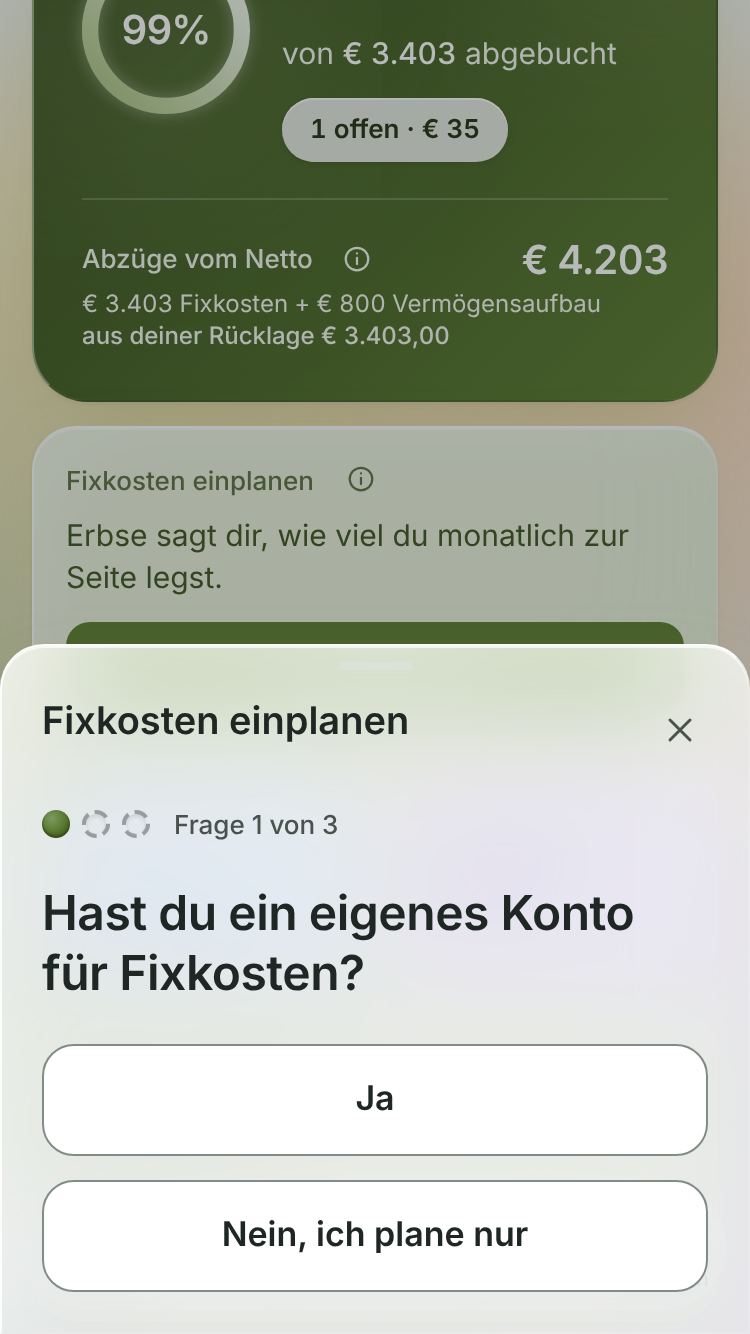 99%
von € 3.403 abgebucht
1 offen · € 35
Abzüge vom Netto
€ 4.203
€ 3.403 Fixkosten + € 800 Vermögensaufbau
aus deiner Rücklage € 3.403,00
Fixkosten einplanen
Erbse sagt dir, wie viel du monatlich zur
Seite legst.
Fixkosten einplanen
Frage 1 von 3
Hast du ein eigenes Konto
für Fixkosten?
Ja
Nein, ich plane nur